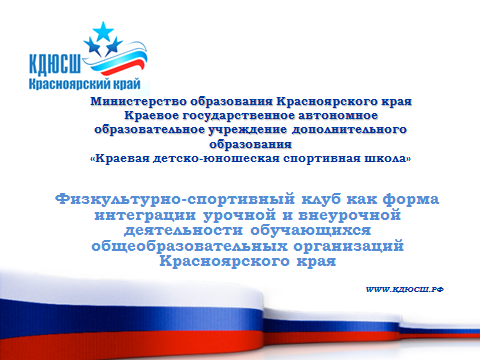 КДЮСШ
Красноярский край
Министерство образования Красноярского края
Краевое государственное автономное
образовательное учреждение дополнительного
образования
«Краевая детско-юношеская спортивная школа»
Физкультурно-спортивный клуб как форма
интеграции урочной и внеурочной
деятельности обучающихся
общеобразовательных организаций
Красноярского края
WWW.КДЮСШ.РФ